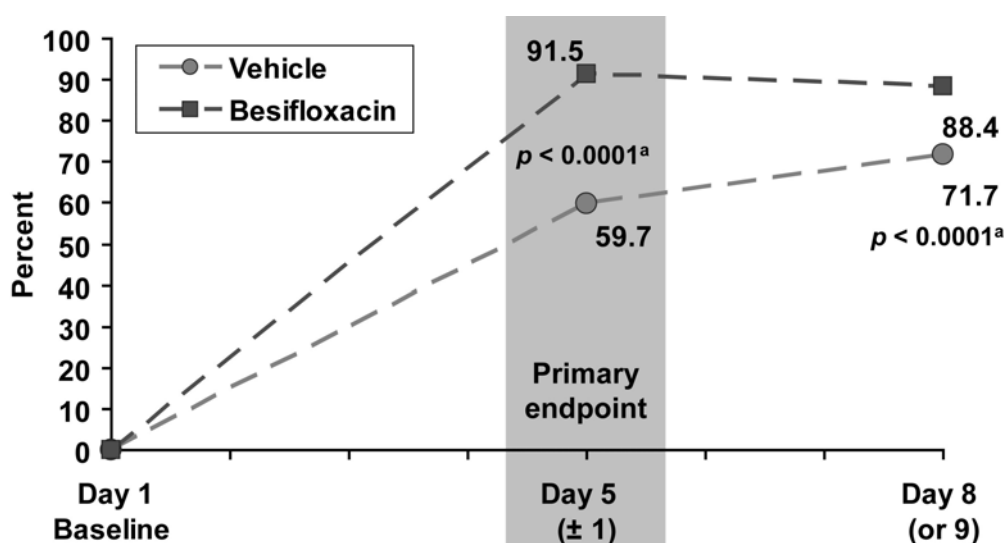 100
90
80
70
60
50
40
30
20
10
0
Percent
Vehicle
Besifloxacin
91.5
p < 0.0001ᵃ
59.7
88.4
71.7
p < 0.0001ᵃ
Primary
endpoint
Day 1
Baseline
Day 5
(± 1)
Day 8
(or 9)